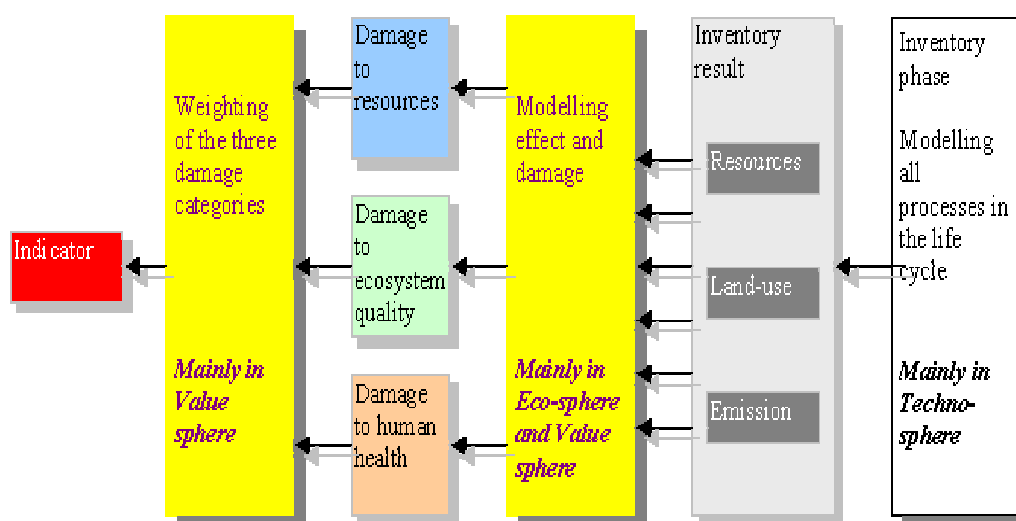 Indicator
Weighting
of the three
damage
categories
Mainly in
Value
sphere
Damage
to
resources
Damage
to
ecosystem
quality
Damage
to human
health
Modelling
effect and
damage
Mainly in
Eco-sphere
and Value
sphere
Inventory
result
Resources
Land-use
Emission
Inventory
phase
Modelling
all
processes in
the life
cycle
Mainly in
Techno-
sphere